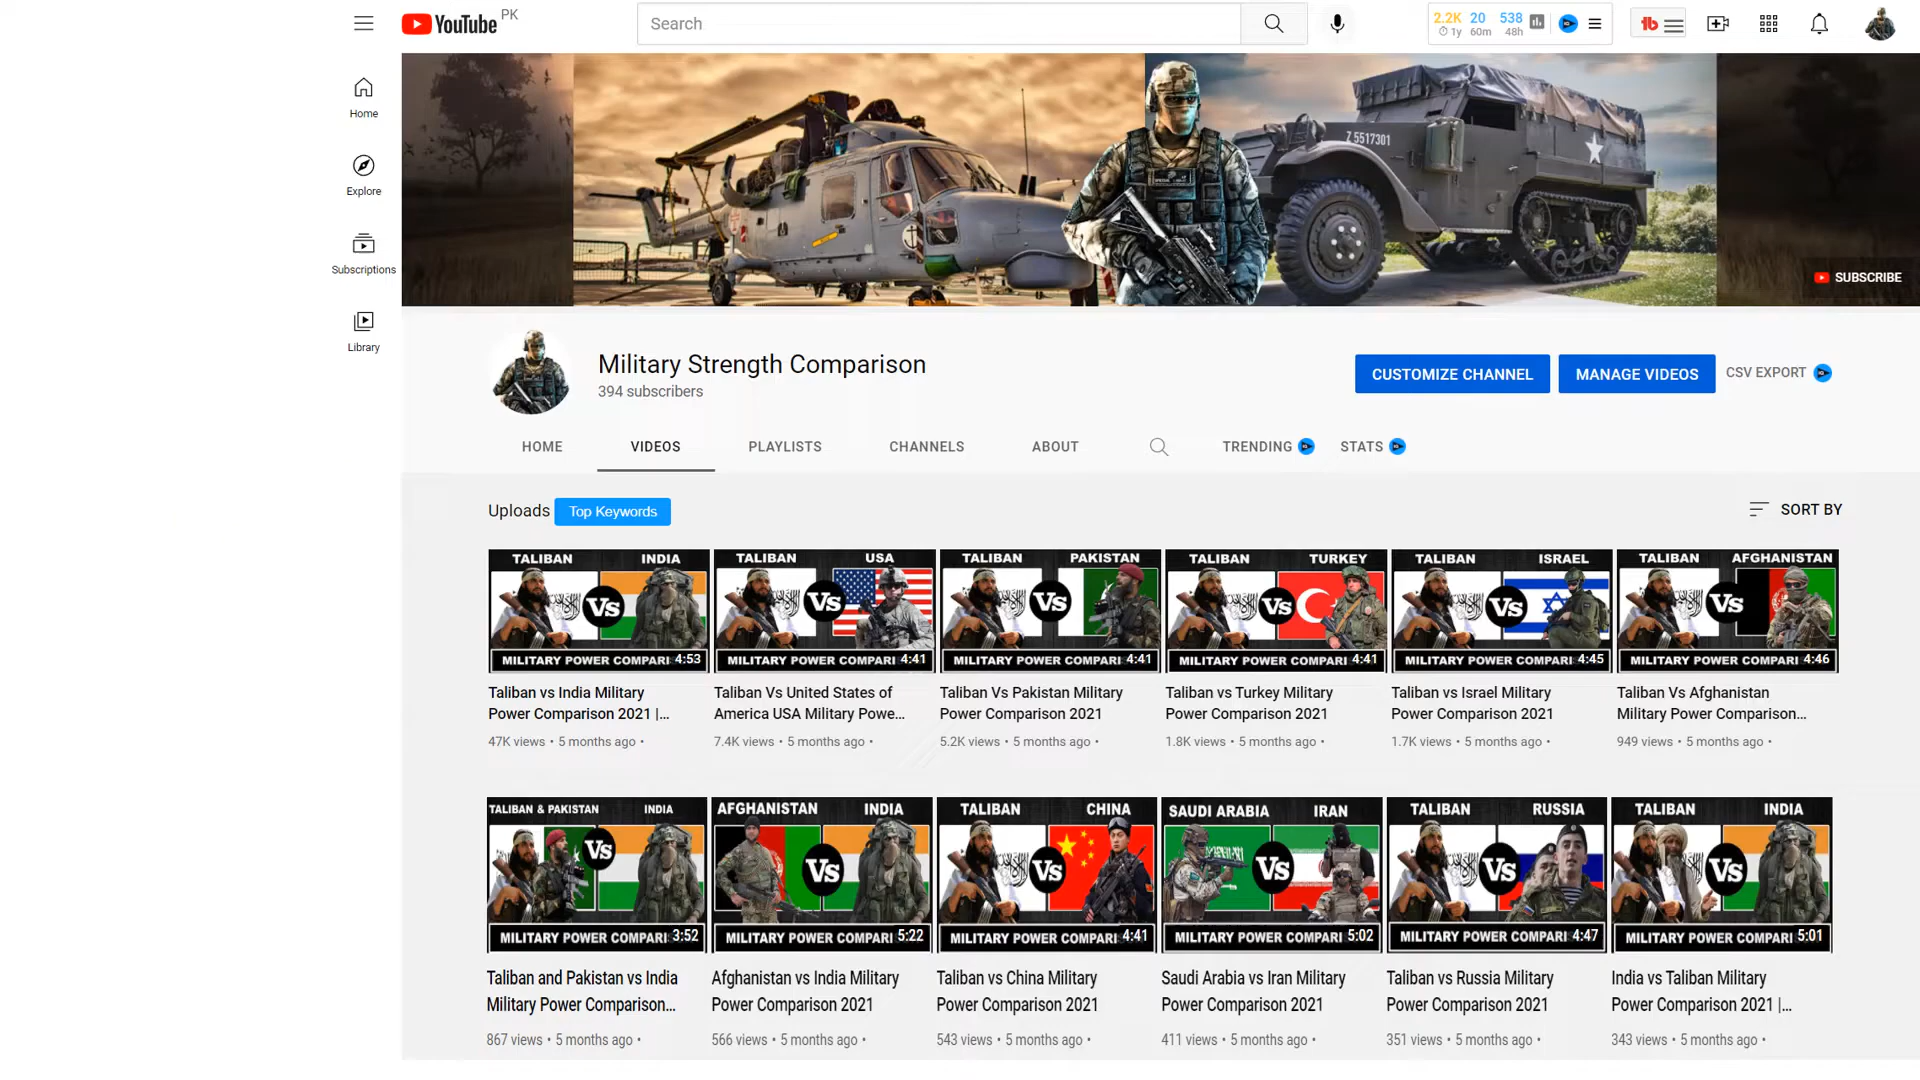 YouTube PK
Search
2.2K 20 538
1y 60m 48h
Home
Explore
Subscriptions
Library
Z 5517301
SUBSCRIBE
Military Strength Comparison
394 subscribers
CUSTOMIZE CHANNEL
MANAGE VIDEOS
CSV EXPORT
HOME VIDEOS PLAYLISTS CHANNELS ABOUT TRENDING STATS
Uploads Top Keywords
SORT BY
TALIBAN INDIA
Vs
MILITARY POWER COMPARI 4:53
Taliban vs India Military
Power Comparison 2021 |...
47K views • 5 months ago •
TALIBAN USA
Vs
MILITARY POWER COMPARI 4:41
Taliban Vs United States of
America USA Military Powe...
7.4K views • 5 months ago •
TALIBAN PAKISTAN
Vs
MILITARY POWER COMPARI 4:41
Taliban Vs Pakistan Military
Power Comparison 2021
5.2K views • 5 months ago •
TALIBAN TURKEY
Vs
MILITARY POWER COMPARI 4:41
Taliban vs Turkey Military
Power Comparison 2021
1.8K views • 5 months ago •
TALIBAN ISRAEL
Vs
MILITARY POWER COMPARI 4:45
Taliban vs Israel Military
Power Comparison 2021
1.7K views • 5 months ago •
TALIBAN AFGHANISTAN
Vs
MILITARY POWER COMPARI 4:46
Taliban Vs Afghanistan
Military Power Comparison...
949 views • 5 months ago •
TALIBAN & PAKISTAN INDIA
Vs
MILITARY POWER COMPARI 3:52
Taliban and Pakistan vs India
Military Power Comparison...
867 views • 5 months ago •
AFGHANISTAN INDIA
Vs
MILITARY POWER COMPARI 5:22
Afghanistan vs India Military
Power Comparison 2021
566 views • 5 months ago •
TALIBAN CHINA
Vs
MILITARY POWER COMPARI 4:41
Taliban vs China Military
Power Comparison 2021
543 views • 5 months ago •
SAUDI ARABIA IRAN
Vs
MILITARY POWER COMPARI 5:02
Saudi Arabia vs Iran Military
Power Comparison 2021
411 views • 5 months ago •
TALIBAN RUSSIA
Vs
MILITARY POWER COMPARI 4:47
Taliban vs Russia Military
Power Comparison 2021
351 views • 5 months ago •
TALIBAN INDIA
Vs
MILITARY POWER COMPARI 5:01
India vs Taliban Military
Power Comparison 2021 |...
343 views • 5 months ago •